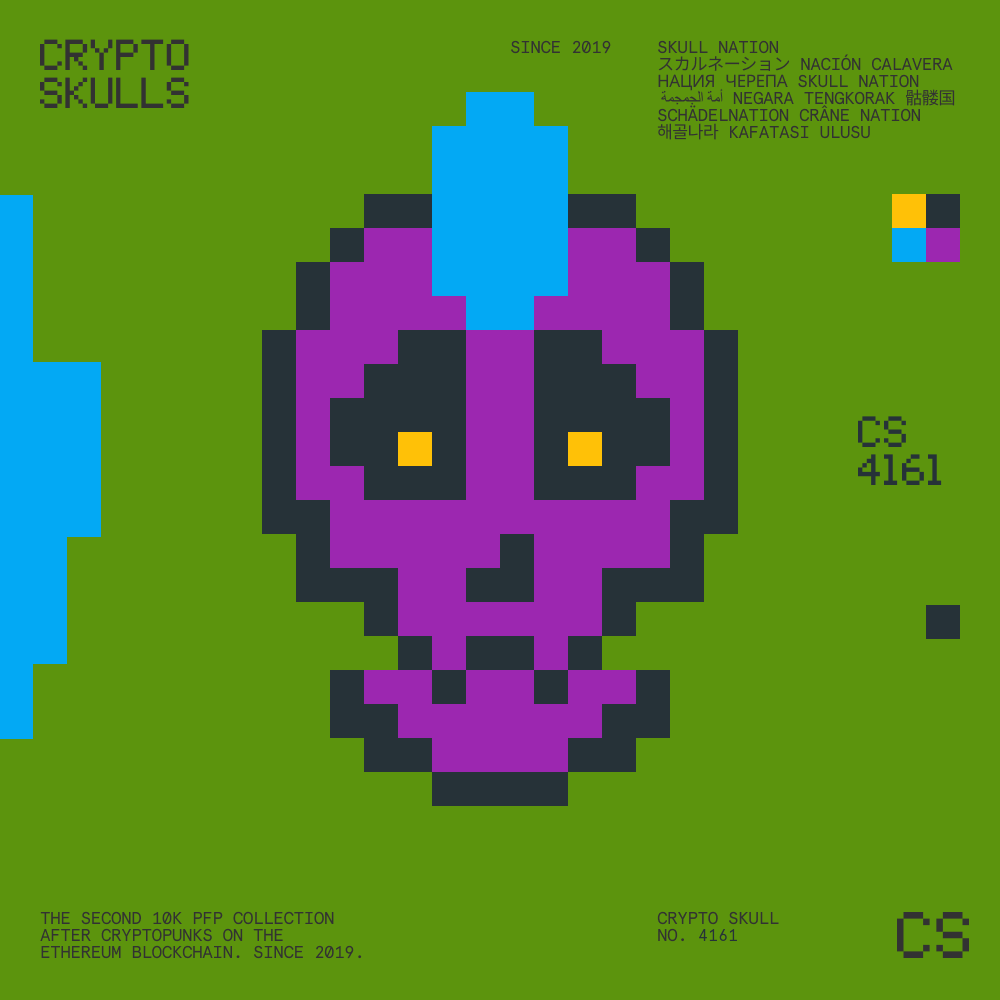 CRYPTO
SKULLS
SINCE 2019
SKULL NATION
スカルネーション NACIÓN CALAVERA
НАЦИЯ ЧЕРЕПА SKULL NATION
أمة الجمجمة NEGARA TENGKORAK 骷髅国
SCHÄDELNATION CRÂNE NATION
해골나라 KAFATASI ULUSU
CS
4161
THE SECOND 10K PFP COLLECTION
AFTER CRYPTOPUNKS ON THE
ETHEREUM BLOCKCHAIN. SINCE 2019.
CRYPTO SKULL
NO. 4161
CS